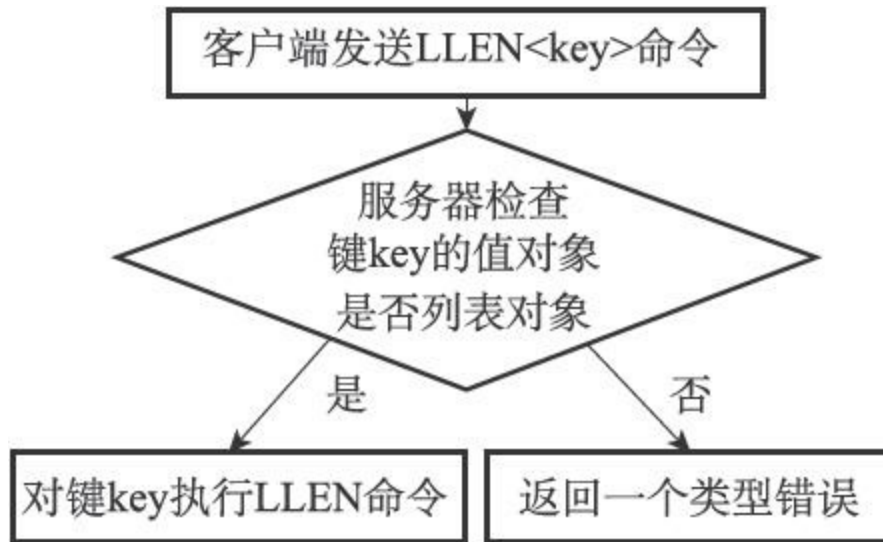 客户端发送LLEN<key>命令
服务器检查
键key的值对象
是否列表对象
是
否
对键key执行LLEN命令
返回一个类型错误